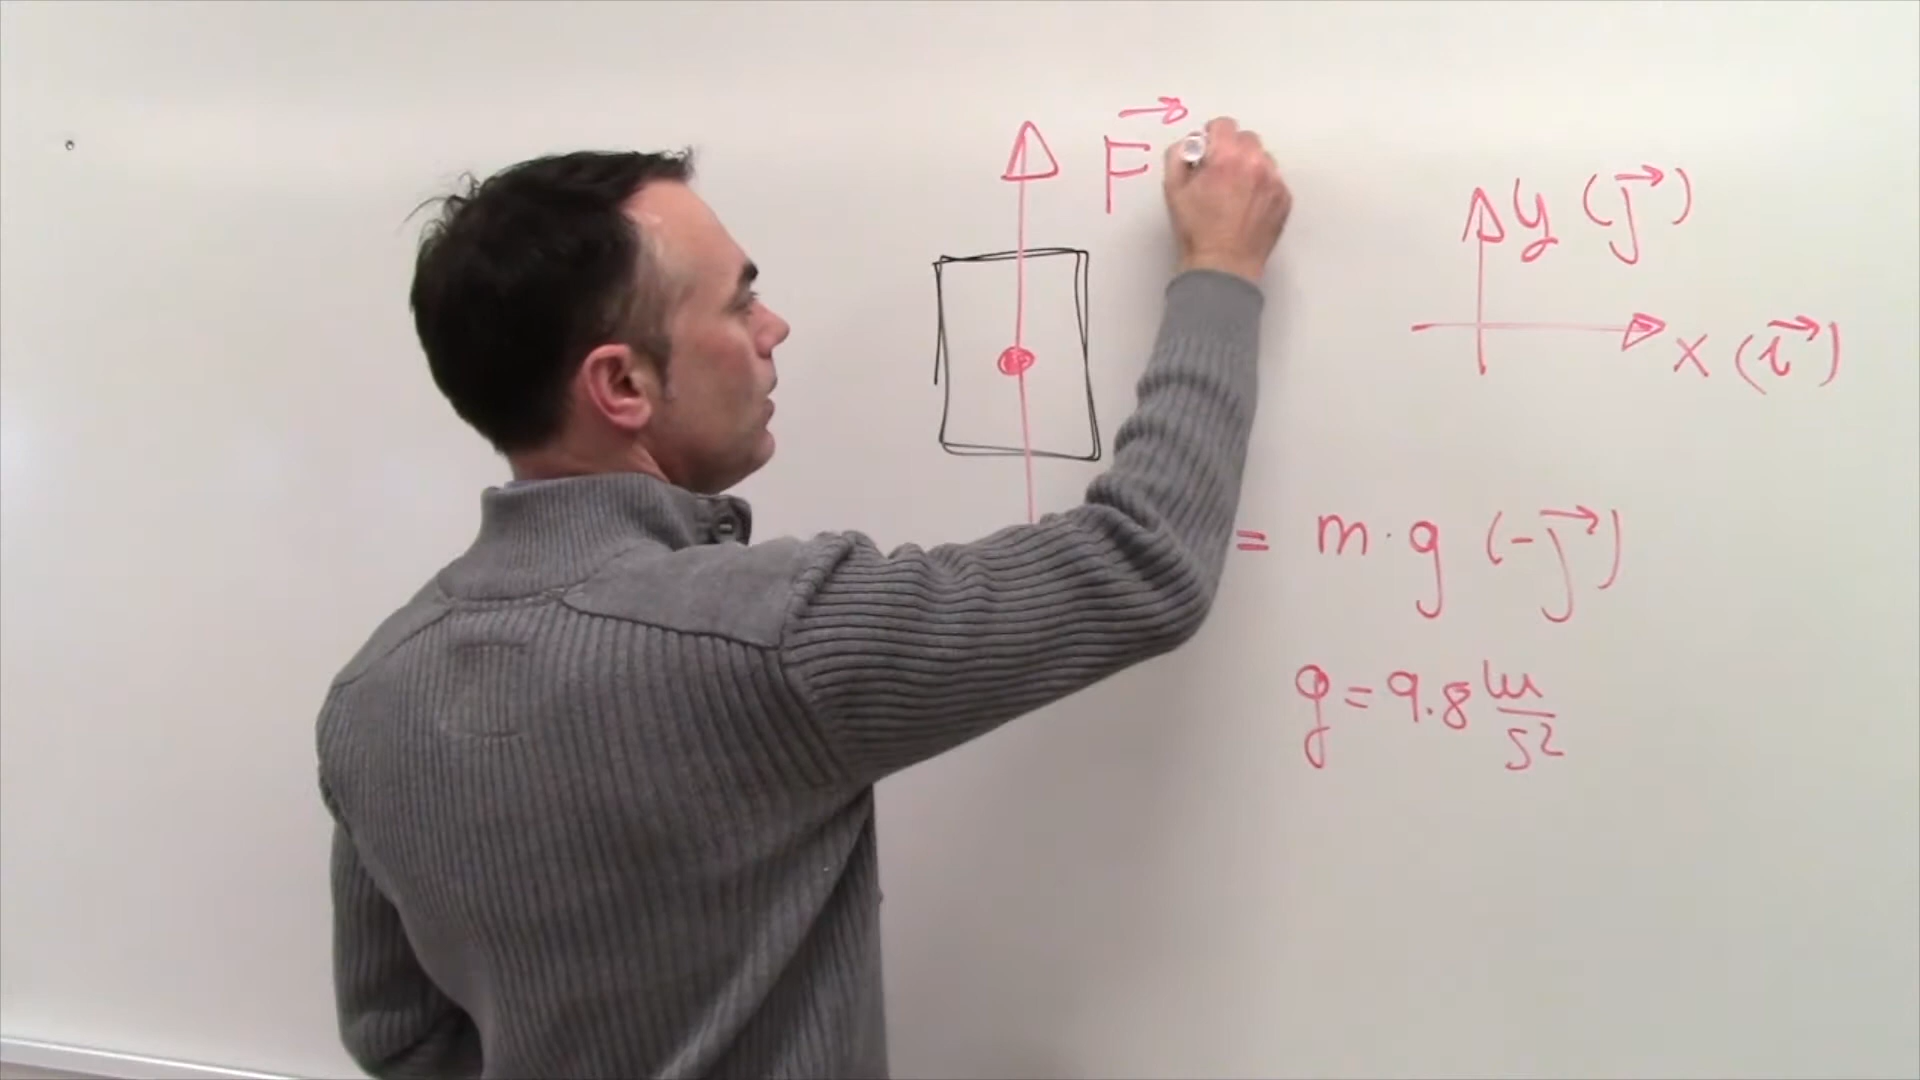 F⃗
y (j⃗)
x (i⃗)
= m · g (-j⃗)
g = 9.8 m/s²